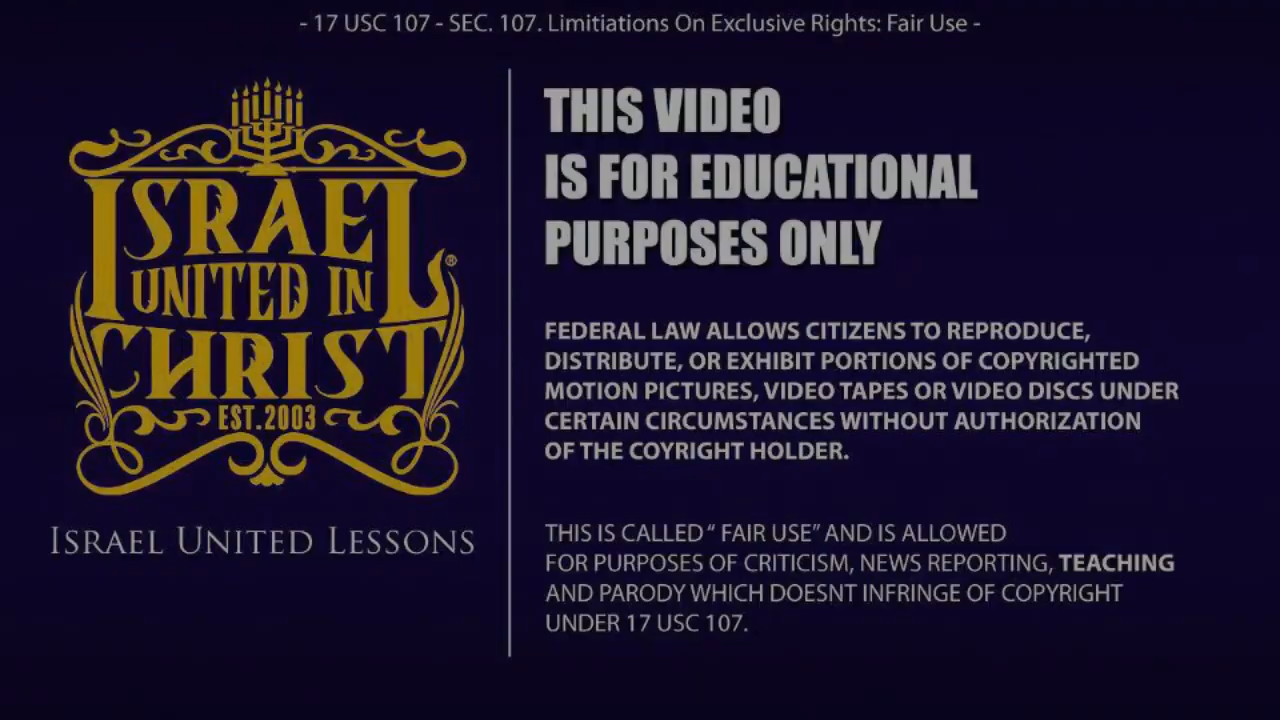 - 17 USC 107 - SEC. 107. Limitiations On Exclusive Rights: Fair Use -
ISRAEL
UNITED IN
CHRIST
EST.2003
®
ISRAEL UNITED LESSONS
THIS VIDEO
IS FOR EDUCATIONAL
PURPOSES ONLY
FEDERAL LAW ALLOWS CITIZENS TO REPRODUCE,
DISTRIBUTE, OR EXHIBIT PORTIONS OF COPYRIGHTED
MOTION PICTURES, VIDEO TAPES OR VIDEO DISCS UNDER
CERTAIN CIRCUMSTANCES WITHOUT AUTHORIZATION
OF THE COYRIGHT HOLDER.
THIS IS CALLED “ FAIR USE” AND IS ALLOWED
FOR PURPOSES OF CRITICISM, NEWS REPORTING, TEACHING
AND PARODY WHICH DOESNT INFRINGE OF COPYRIGHT
UNDER 17 USC 107.